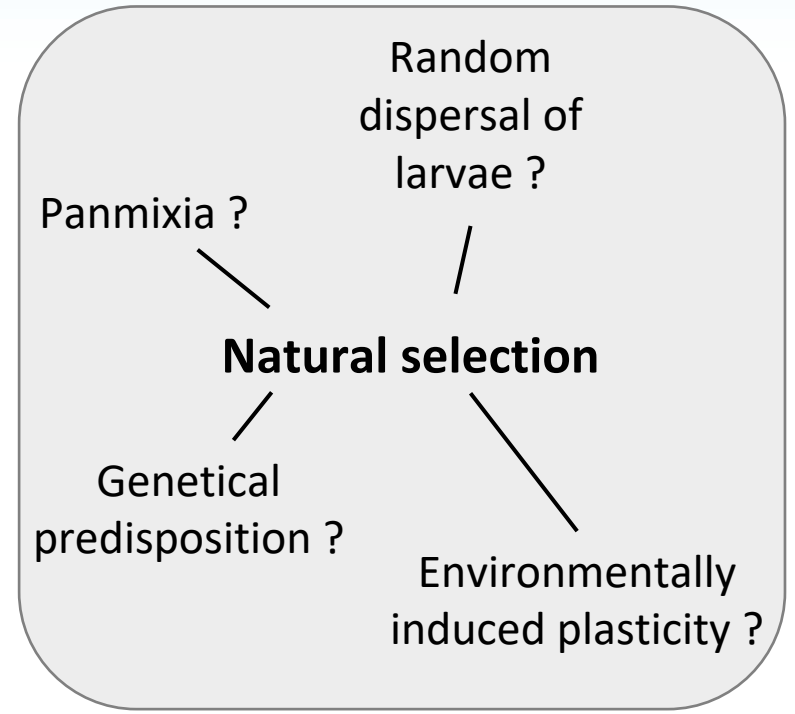 Random
dispersal of
larvae ?
Panmixia ?
Natural selection
Genetical
predisposition ?
Environmentally
induced plasticity ?